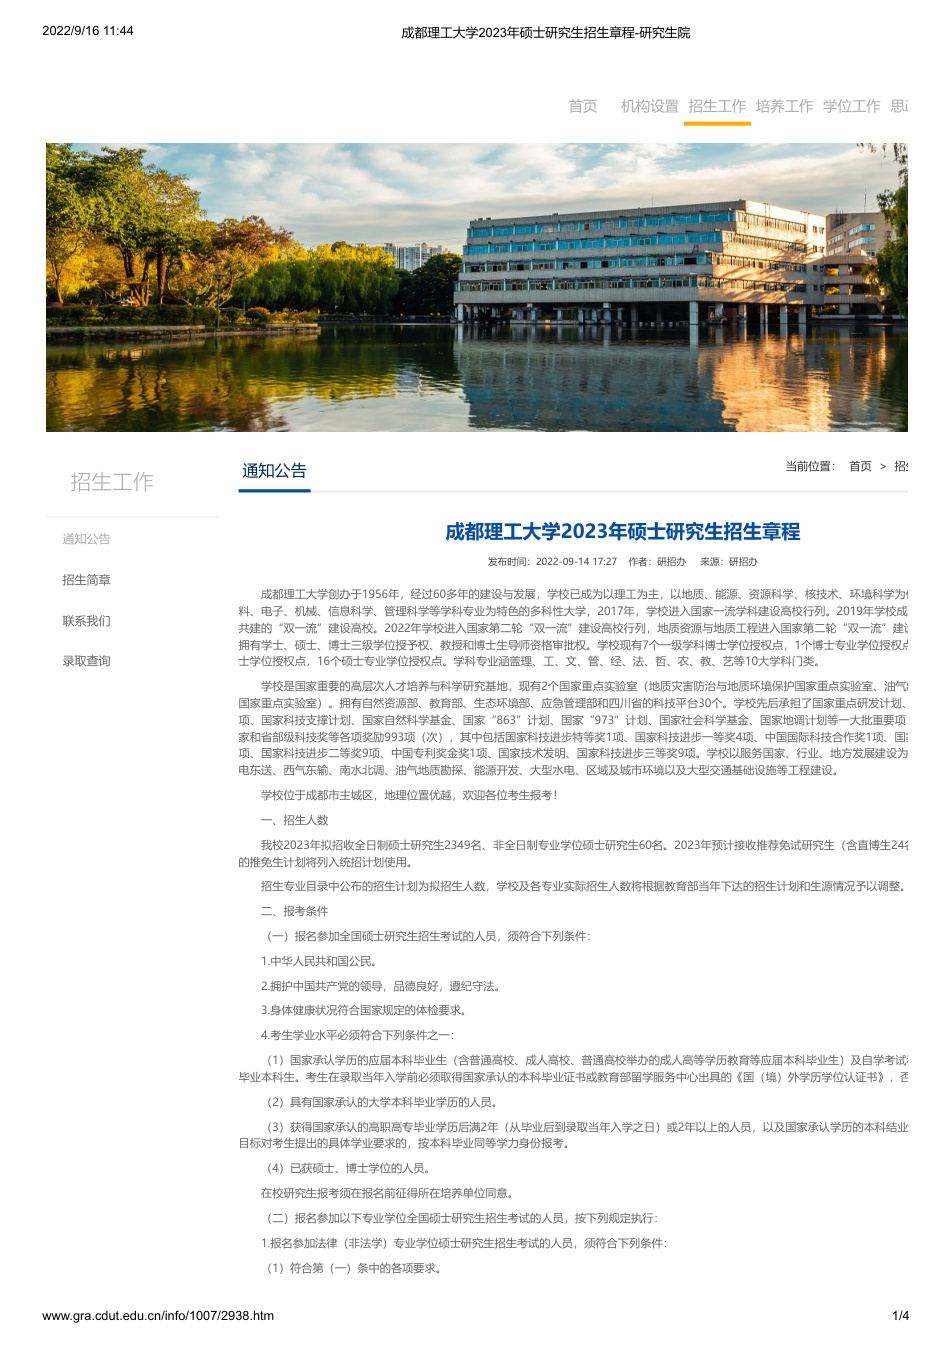 2022/9/16 11:44
成都理工大学2023年硕士研究生招生章程-研究生院
首页 机构设置 招生工作 培养工作 学位工作 思
招生工作
通知公告
招生简章
联系我们
录取查询
通知公告
当前位置： 首页 > 招
成都理工大学2023年硕士研究生招生章程
发布时间：2022-09-14 17:27 作者：研招办 来源：研招办
成都理工大学创办于1956年，经过60多年的建设与发展，学校已成为以理工为主，以地质、能源、资源科学、核技术、环境科学为
料、电子、机械、信息科学、管理科学等学科专业为特色的多科性大学，2017年，学校进入国家一流学科建设高校行列。2019年学校成
共建的“双一流”建设高校。2022年学校进入国家第二轮“双一流”建设高校行列，地质资源与地质工程进入国家第二轮“双一流”建
拥有学士、硕士、博士三级学位授予权、教授和博士生导师资格审批权。学校现有7个一级学科博士学位授权点，1个博士专业学位授权
士学位授权点，16个硕士专业学位授权点。学科专业涵盖理、工、文、管、经、法、哲、农、教、艺等10大学科门类。
学校是国家重要的高层次人才培养与科学研究基地，现有2个国家重点实验室（地质灾害防治与地质环境保护国家重点实验室、油气
国家重点实验室）。拥有自然资源部、教育部、生态环境部、应急管理部和四川省的科技平台30个。学校先后承担了国家重点研发计划、
项、国家科技支撑计划、国家自然科学基金、国家“863”计划、国家“973”计划、国家社会科学基金、国家地调计划等一大批重要项
家和省部级科技奖等各项奖励993项（次），其中包括国家科技进步特等奖1项、国家科技进步一等奖4项、中国国际科技合作奖1项、国
项、国家科技进步二等奖9项、中国专利奖金奖1项、国家技术发明、国家科技进步三等奖9项。学校以服务国家、行业、地方发展建设为
电东送、西气东输、南水北调、油气地质勘探、能源开发、大型水电、区域及城市环境以及大型交通基础设施等工程建设。
学校位于成都市主城区，地理位置优越，欢迎各位考生报考！
一、招生人数
我校2023年拟招收全日制硕士研究生2349名、非全日制专业学位硕士研究生60名。2023年预计接收推荐免试研究生（含直博生24
的推免生计划将列入统招计划使用。
招生专业目录中公布的招生计划为拟招生人数，学校及各专业实际招生人数将根据教育部当年下达的招生计划和生源情况予以调整。
二、报考条件
（一）报名参加全国硕士研究生招生考试的人员，须符合下列条件：
1.中华人民共和国公民。
2.拥护中国共产党的领导，品德良好，遵纪守法。
3.身体健康状况符合国家规定的体检要求。
4.考生学业水平必须符合下列条件之一：
（1）国家承认学历的应届本科毕业生（含普通高校、成人高校、普通高校举办的成人高等学历教育等应届本科毕业生）及自学考试
毕业本科生。考生在录取当年入学前必须取得国家承认的本科毕业证书或教育部留学服务中心出具的《国（境）外学历学位认证书》，否
（2）具有国家承认的大学本科毕业学历的人员。
（3）获得国家承认的高职高专毕业学历后满2年（从毕业后到录取当年入学之日）或2年以上的人员，以及国家承认学历的本科结业
目标对考生提出的具体学业要求的，按本科毕业同等学力身份报考。
（4）已获硕士、博士学位的人员。
在校研究生报考须在报名前征得所在培养单位同意。
（二）报名参加以下专业学位全国硕士研究生招生考试的人员，按下列规定执行：
1.报名参加法律（非法学）专业学位硕士研究生招生考试的人员，须符合下列条件：
（1）符合第（一）条中的各项要求。
www.gra.cdut.edu.cn/info/1007/2938.htm
1/4